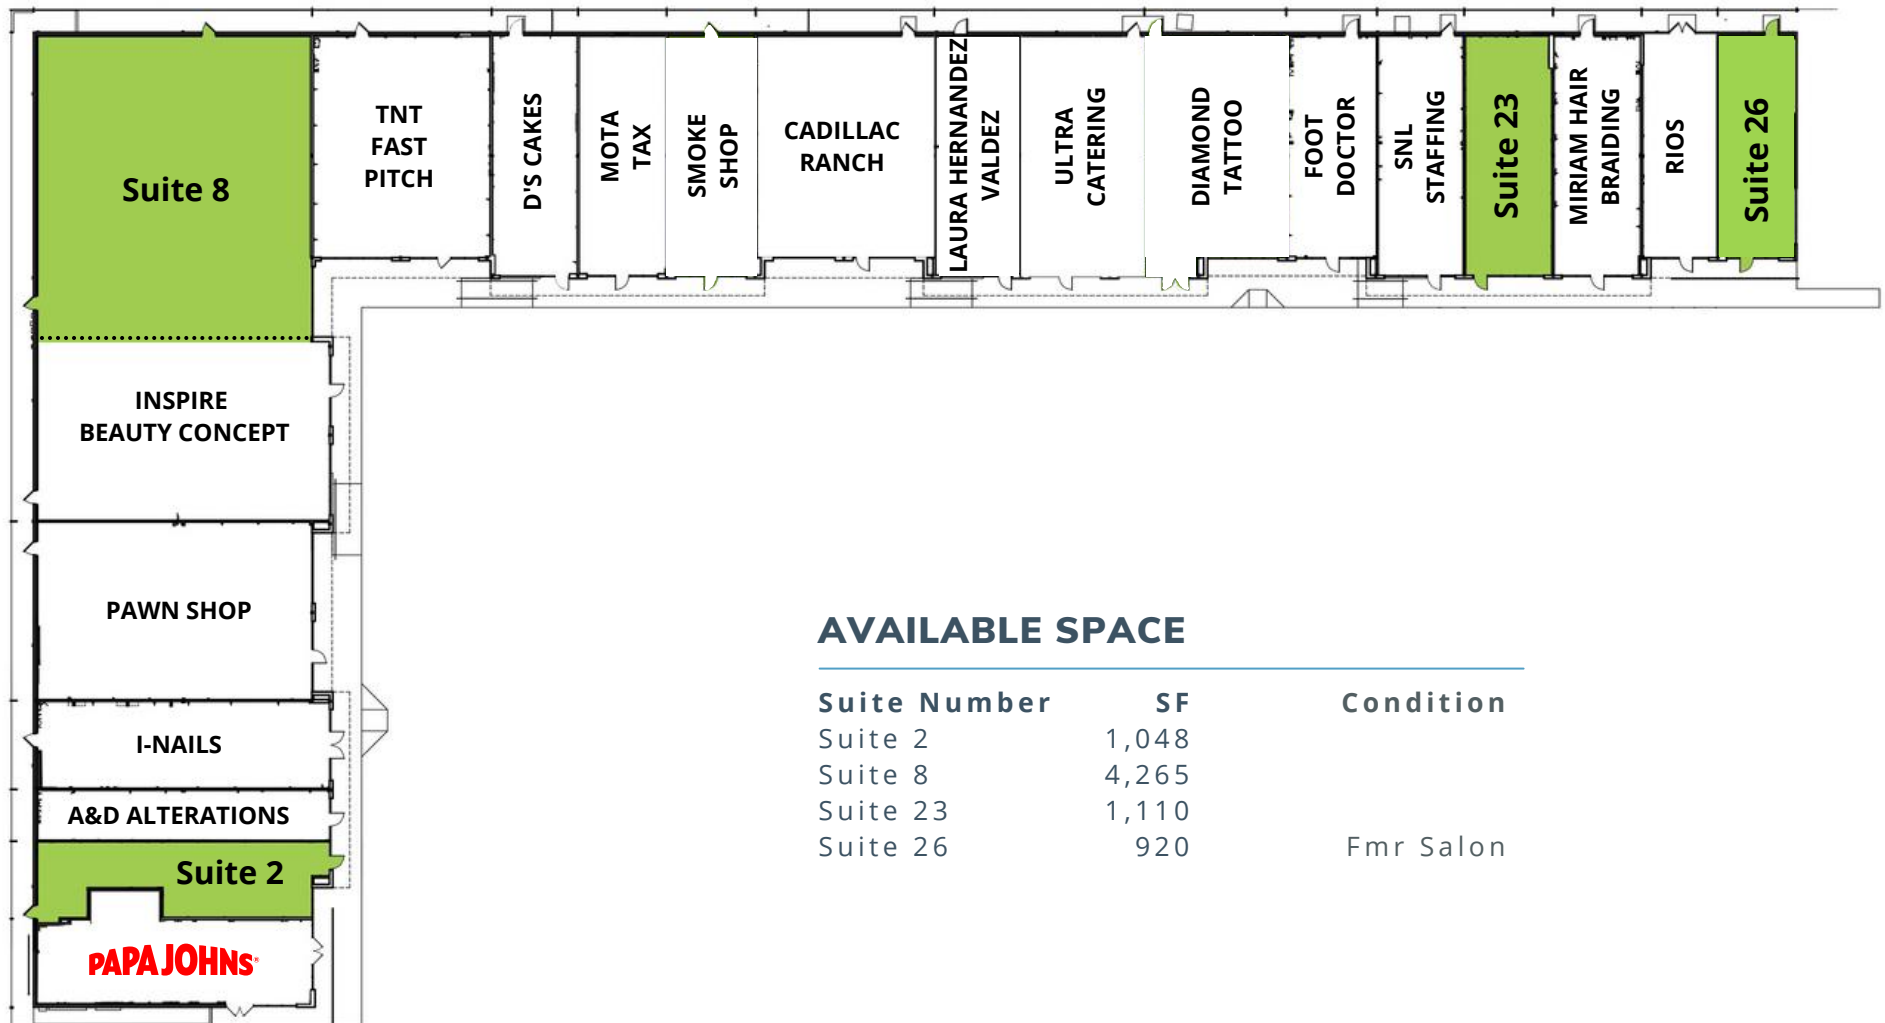 Suite 8
TNT
FAST
PITCH
D'S CAKES
MOTA
TAX
SMOKE
SHOP
CADILLAC
RANCH
LAURA HERNANDEZ
VALDEZ
ULTRA
CATERING
DIAMOND
TATTOO
FOOT
DOCTOR
SNL
STAFFING
Suite 23
MIRIAM HAIR
BRAIDING
RIOS
Suite 26
INSPIRE
BEAUTY CONCEPT
PAWN SHOP
I-NAILS
A&D ALTERATIONS
Suite 2
PAPA JOHNS®
AVAILABLE SPACE
Suite Number SF Condition
Suite 2 1,048
Suite 8 4,265
Suite 23 1,110
Suite 26 920 Fmr Salon